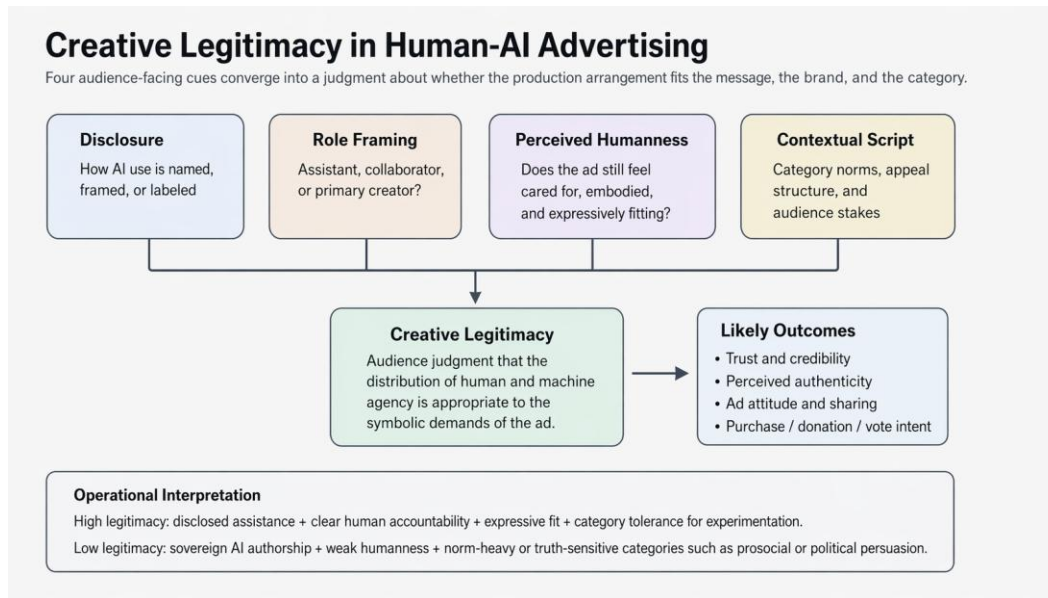 Creative Legitimacy in Human-AI Advertising
Four audience-facing cues converge into a judgment about whether the production arrangement fits the message, the brand, and the category.
Disclosure
How AI use is named,
framed, or labeled
Role Framing
Assistant, collaborator,
or primary creator?
Perceived Humanness
Does the ad still feel
cared for, embodied,
and expressively fitting?
Contextual Script
Category norms, appeal
structure, and
audience stakes
Creative Legitimacy
Audience judgment that the
distribution of human and machine
agency is appropriate to the
symbolic demands of the ad.
Likely Outcomes
• Trust and credibility
• Perceived authenticity
• Ad attitude and sharing
• Purchase / donation / vote intent
Operational Interpretation
High legitimacy: disclosed assistance + clear human accountability + expressive fit + category tolerance for experimentation.
Low legitimacy: sovereign AI authorship + weak humanness + norm-heavy or truth-sensitive categories such as prosocial or political persuasion.